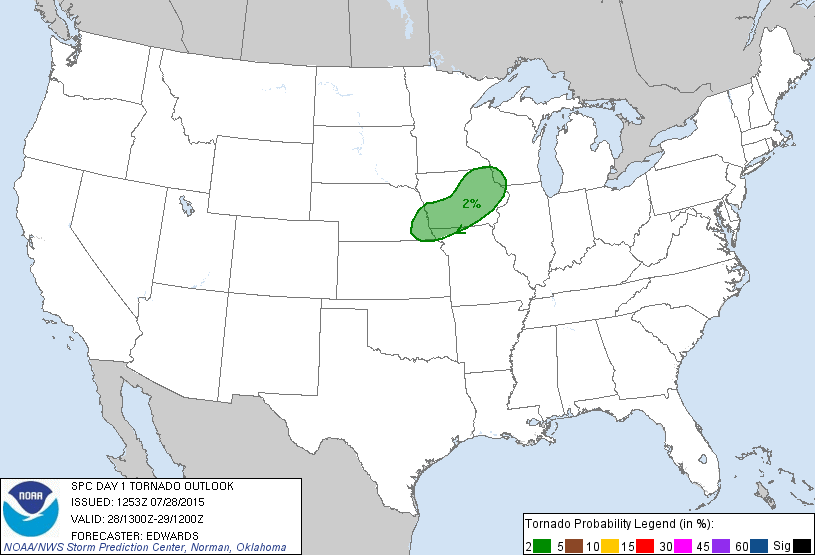 2%
NOAA
SPC DAY 1 TORNADO OUTLOOK
ISSUED: 1253Z 07/28/2015
VALID: 28/1300Z-29/1200Z
FORECASTER: EDWARDS
NOAA/NWS Storm Prediction Center, Norman, Oklahoma
Tornado Probability Legend (in %):
2 5 10 15 30 45 60 Sig